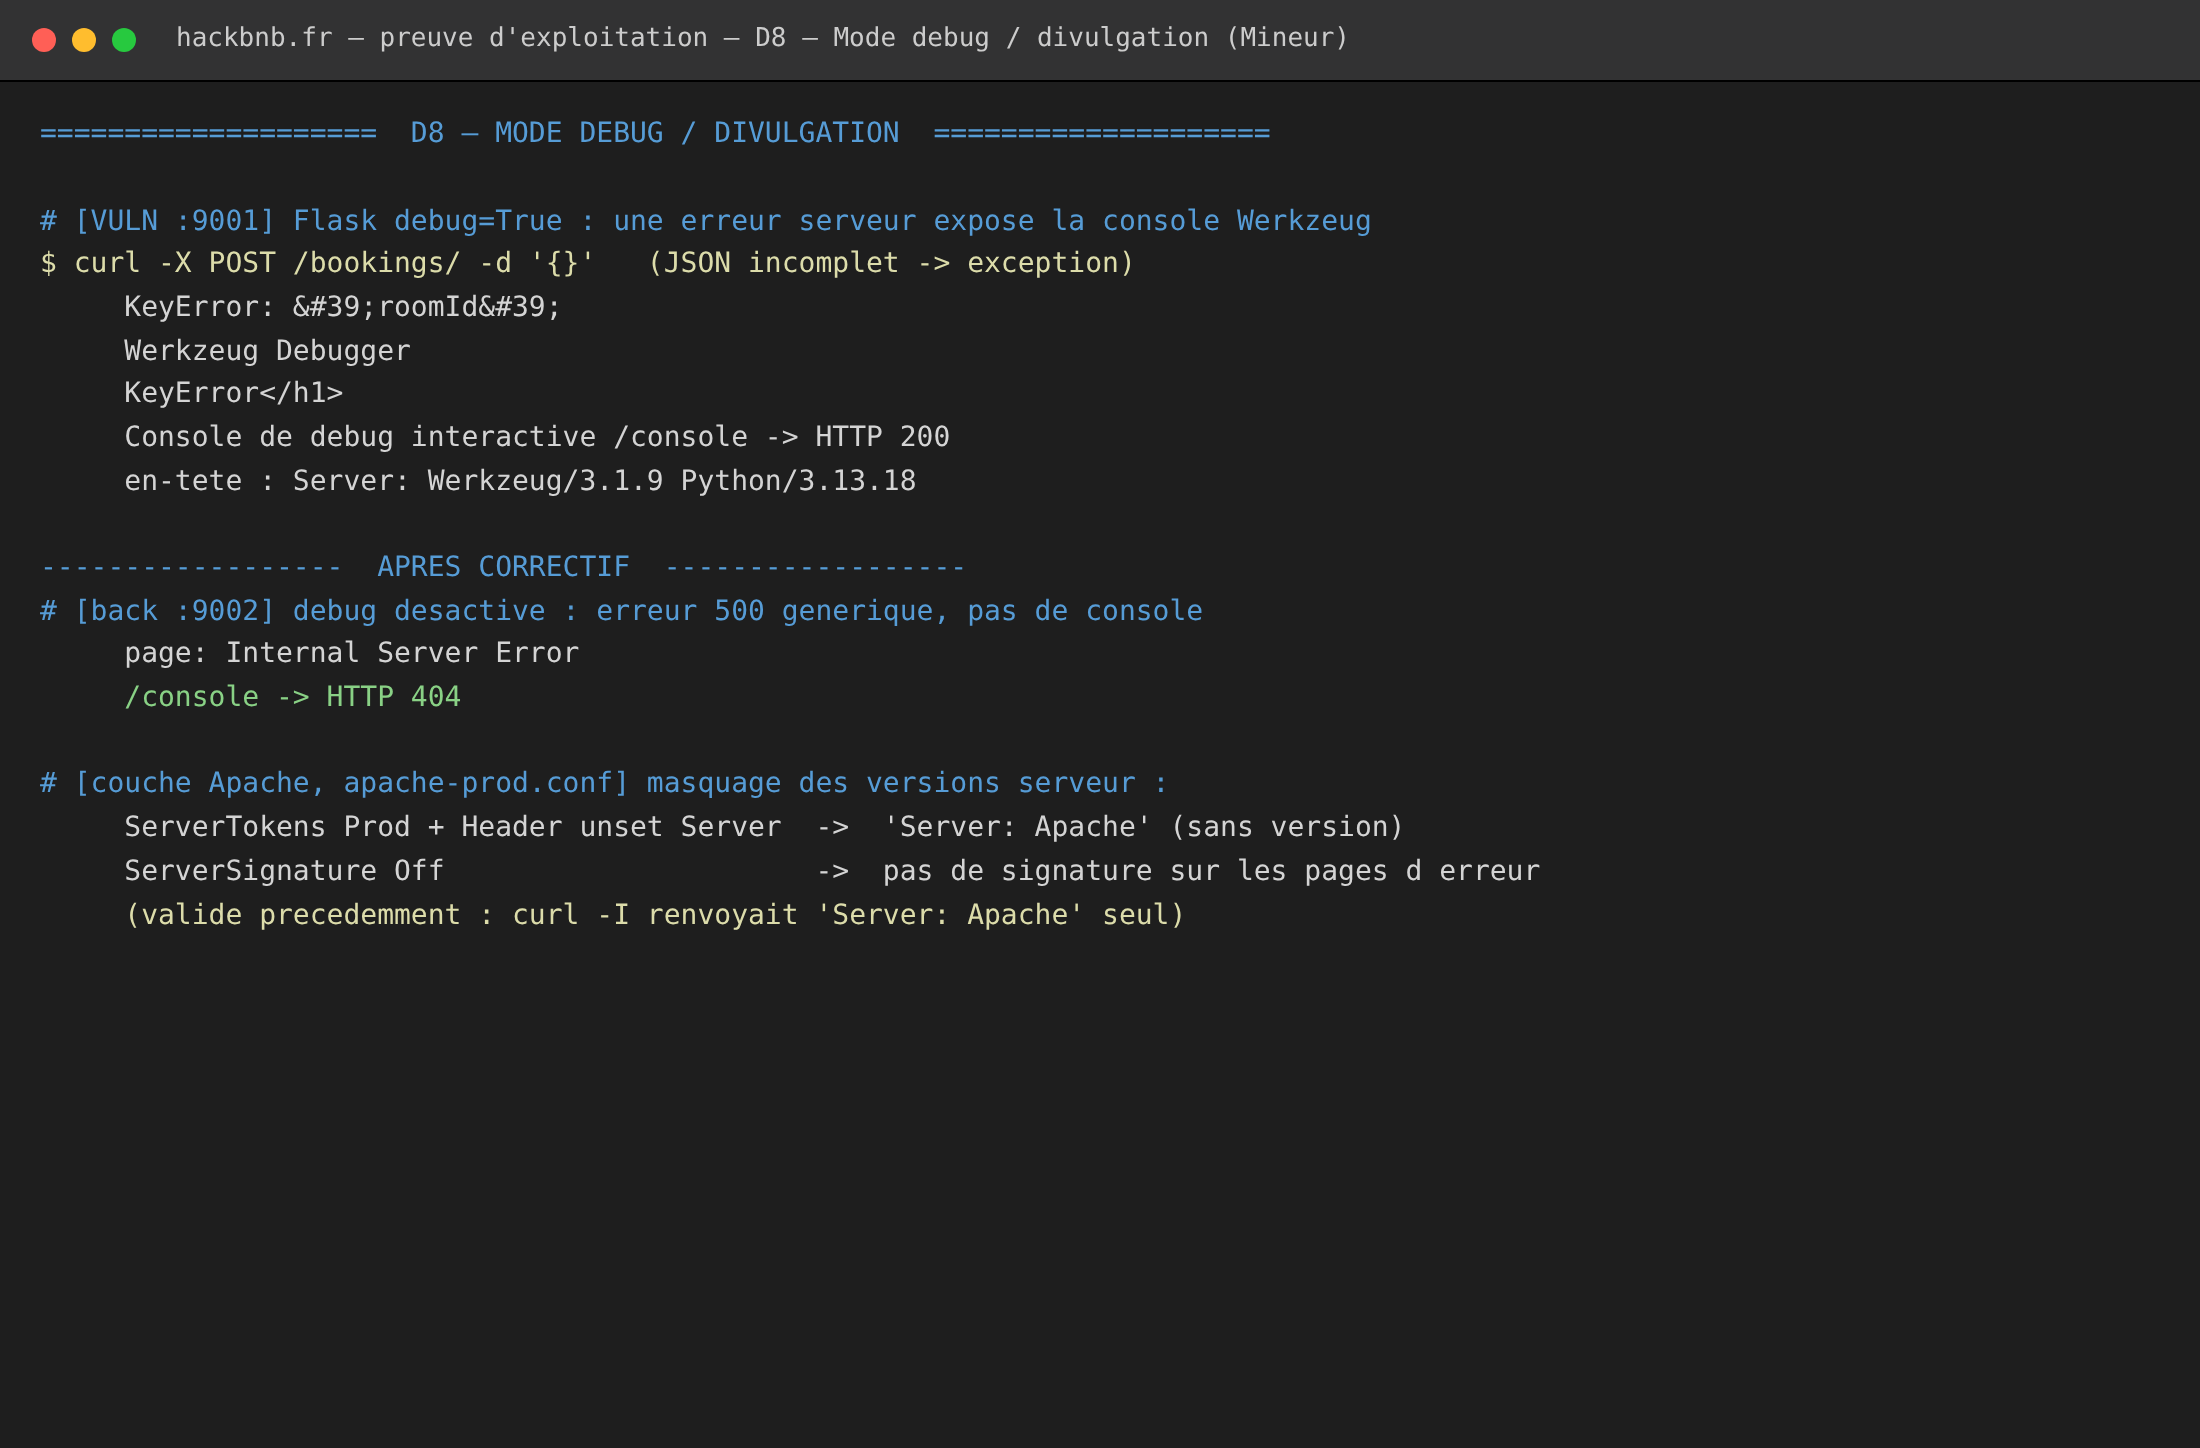 hackbnb.fr — preuve d'exploitation — D8 — Mode debug / divulgation (Mineur)
====================  D8 — MODE DEBUG / DIVULGATION  ====================
# [VULN :9001] Flask debug=True : une erreur serveur expose la console Werkzeug
$ curl -X POST /bookings/ -d '{}'   (JSON incomplet -> exception)
KeyError: &#39;roomId&#39;
Werkzeug Debugger
KeyError</h1>
Console de debug interactive /console -> HTTP 200
en-tete : Server: Werkzeug/3.1.9 Python/3.13.18
------------------  APRES CORRECTIF  ------------------
# [back :9002] debug desactive : erreur 500 generique, pas de console
page: Internal Server Error
/console -> HTTP 404
# [couche Apache, apache-prod.conf] masquage des versions serveur :
ServerTokens Prod + Header unset Server  ->  'Server: Apache' (sans version)
ServerSignature Off                      ->  pas de signature sur les pages d erreur
(valide precedemment : curl -I renvoyait 'Server: Apache' seul)